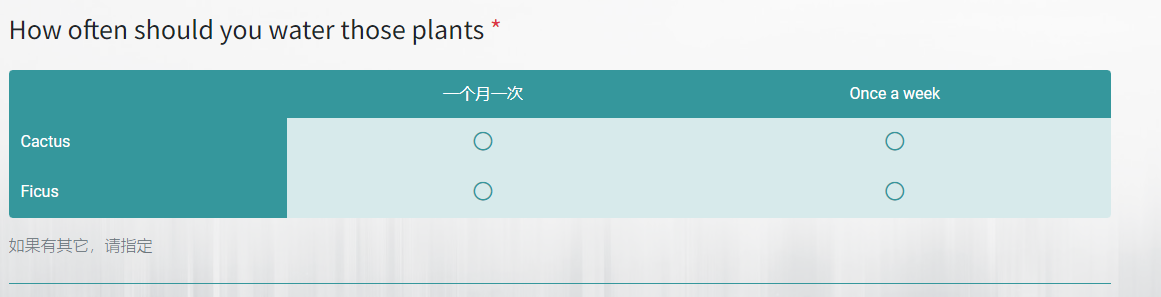 How often should you water those plants *
一个月一次 Once a week
Cactus
Ficus
如果有其它，请指定